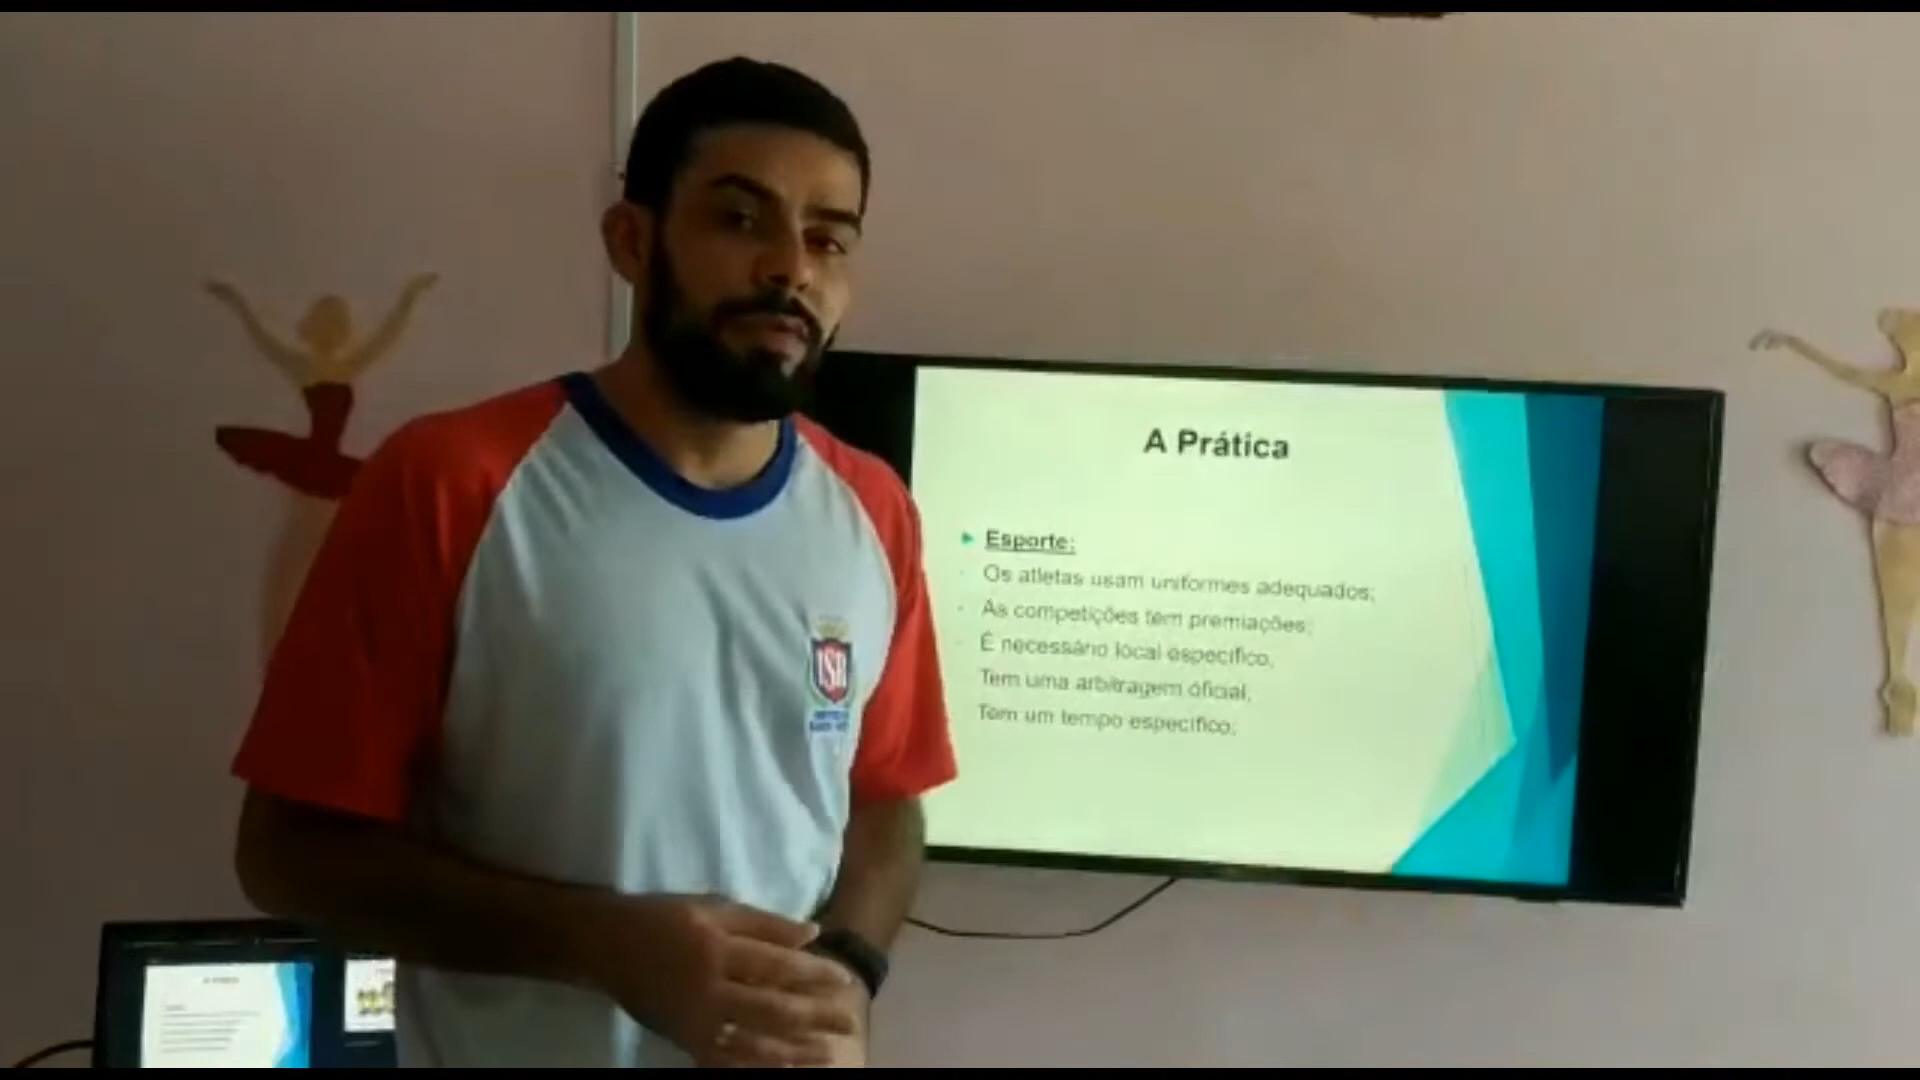 A Prática
Esporte:
Os atletas usam uniformes adequados;
As competições tem premiações;
É necessário local específico,
Tem uma arbitragem oficial,
Tem um tempo específico;
ISR